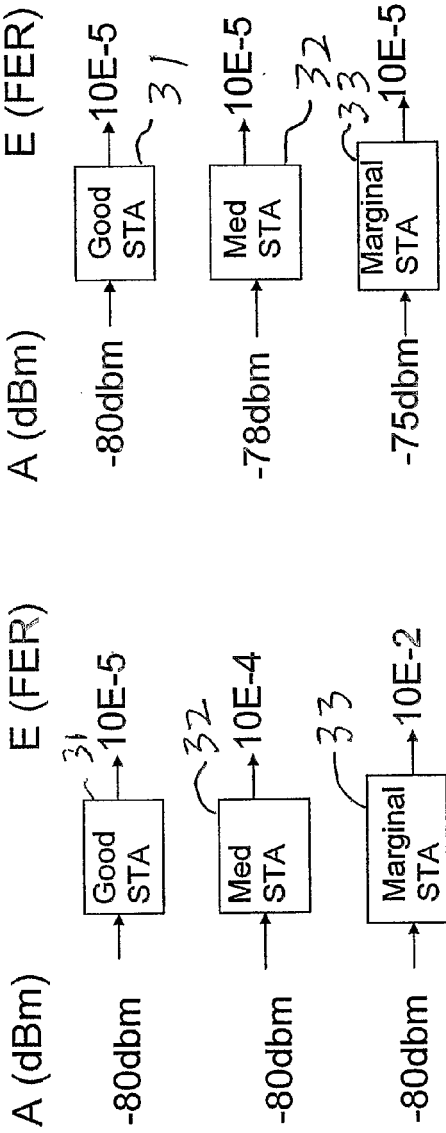 A (dBm) E (FER)
-80dbm Good STA 10E-5
31
-80dbm Med STA 10E-4
32
-80dbm Marginal STA 10E-2
33
A (dBm) E (FER)
-80dbm Good STA 10E-5
31
-78dbm Med STA 10E-5
32
-75dbm Marginal STA 10E-5
33